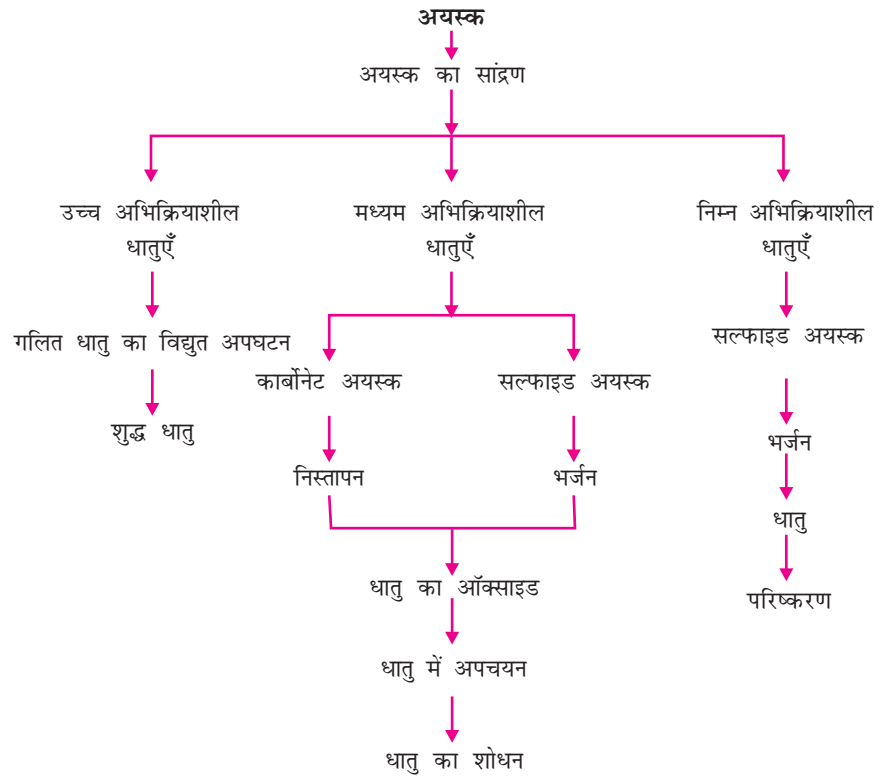 अयस्क
अयस्क का सांद्रण
उच्च अभिक्रियाशील
धातुएँ
मध्यम अभिक्रियाशील
धातुएँ
निम्न अभिक्रियाशील
धातुएँ
गलित धातु का विद्युत अपघटन
शुद्ध धातु
कार्बोनेट अयस्क
सल्फाइड अयस्क
निस्तापन
भर्जन
धातु का ऑक्साइड
धातु में अपचयन
धातु का शोधन
सल्फाइड अयस्क
भर्जन
धातु
परिष्करण